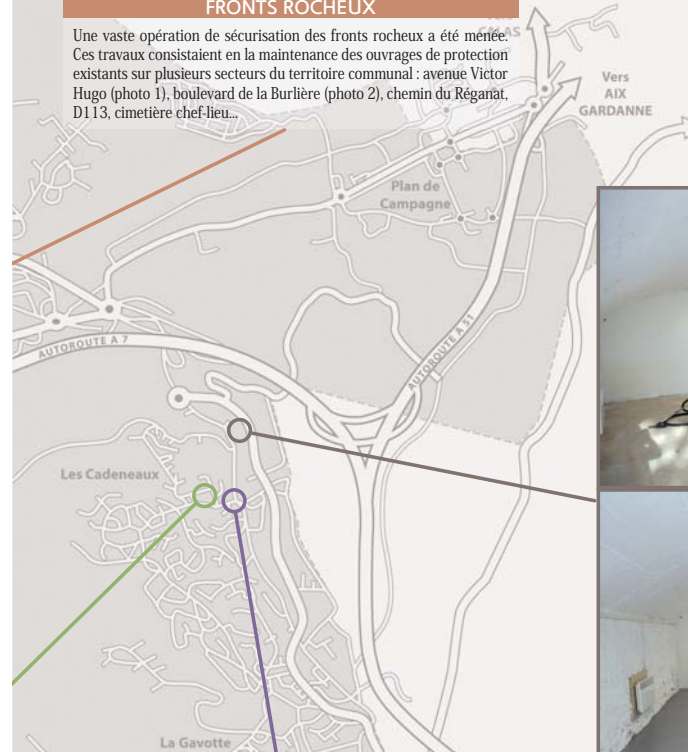 FRONTS ROCHEUX
Une vaste opération de sécurisation des fronts rocheux a été menée.
Ces travaux consistaient en la maintenance des ouvrages de protection
existants sur plusieurs secteurs du territoire communal : avenue Victor
Hugo (photo 1), boulevard de la Burlière (photo 2), chemin du Réganat,
D113, cimetière chef-lieu...
CALAS
Vers
AIX
GARDANNE
Plan de
Campagne
AUTOROUTE A 7
AUTOROUTE A 51
Les Cadeneaux
La Gavotte